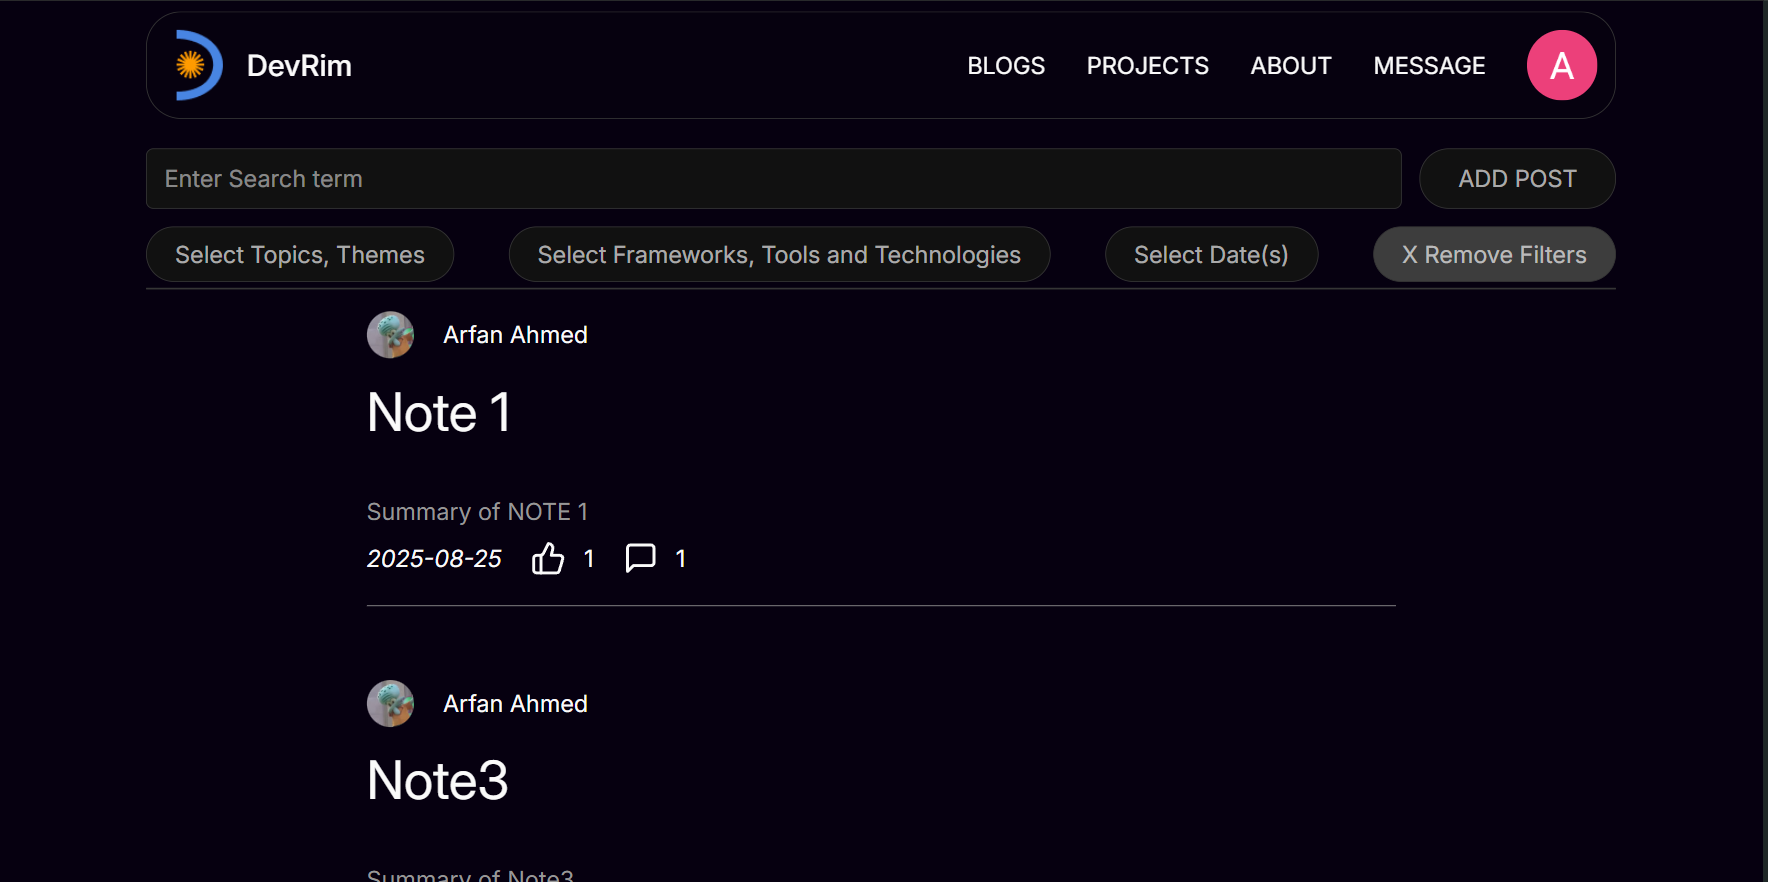 DevRim BLOGS PROJECTS ABOUT MESSAGE A
Enter Search term ADD POST
Select Topics, Themes Select Frameworks, Tools and Technologies Select Date(s) X Remove Filters
Arfan Ahmed
Note 1
Summary of NOTE 1
2025-08-25 1 1
Arfan Ahmed
Note3
Summary of Note3